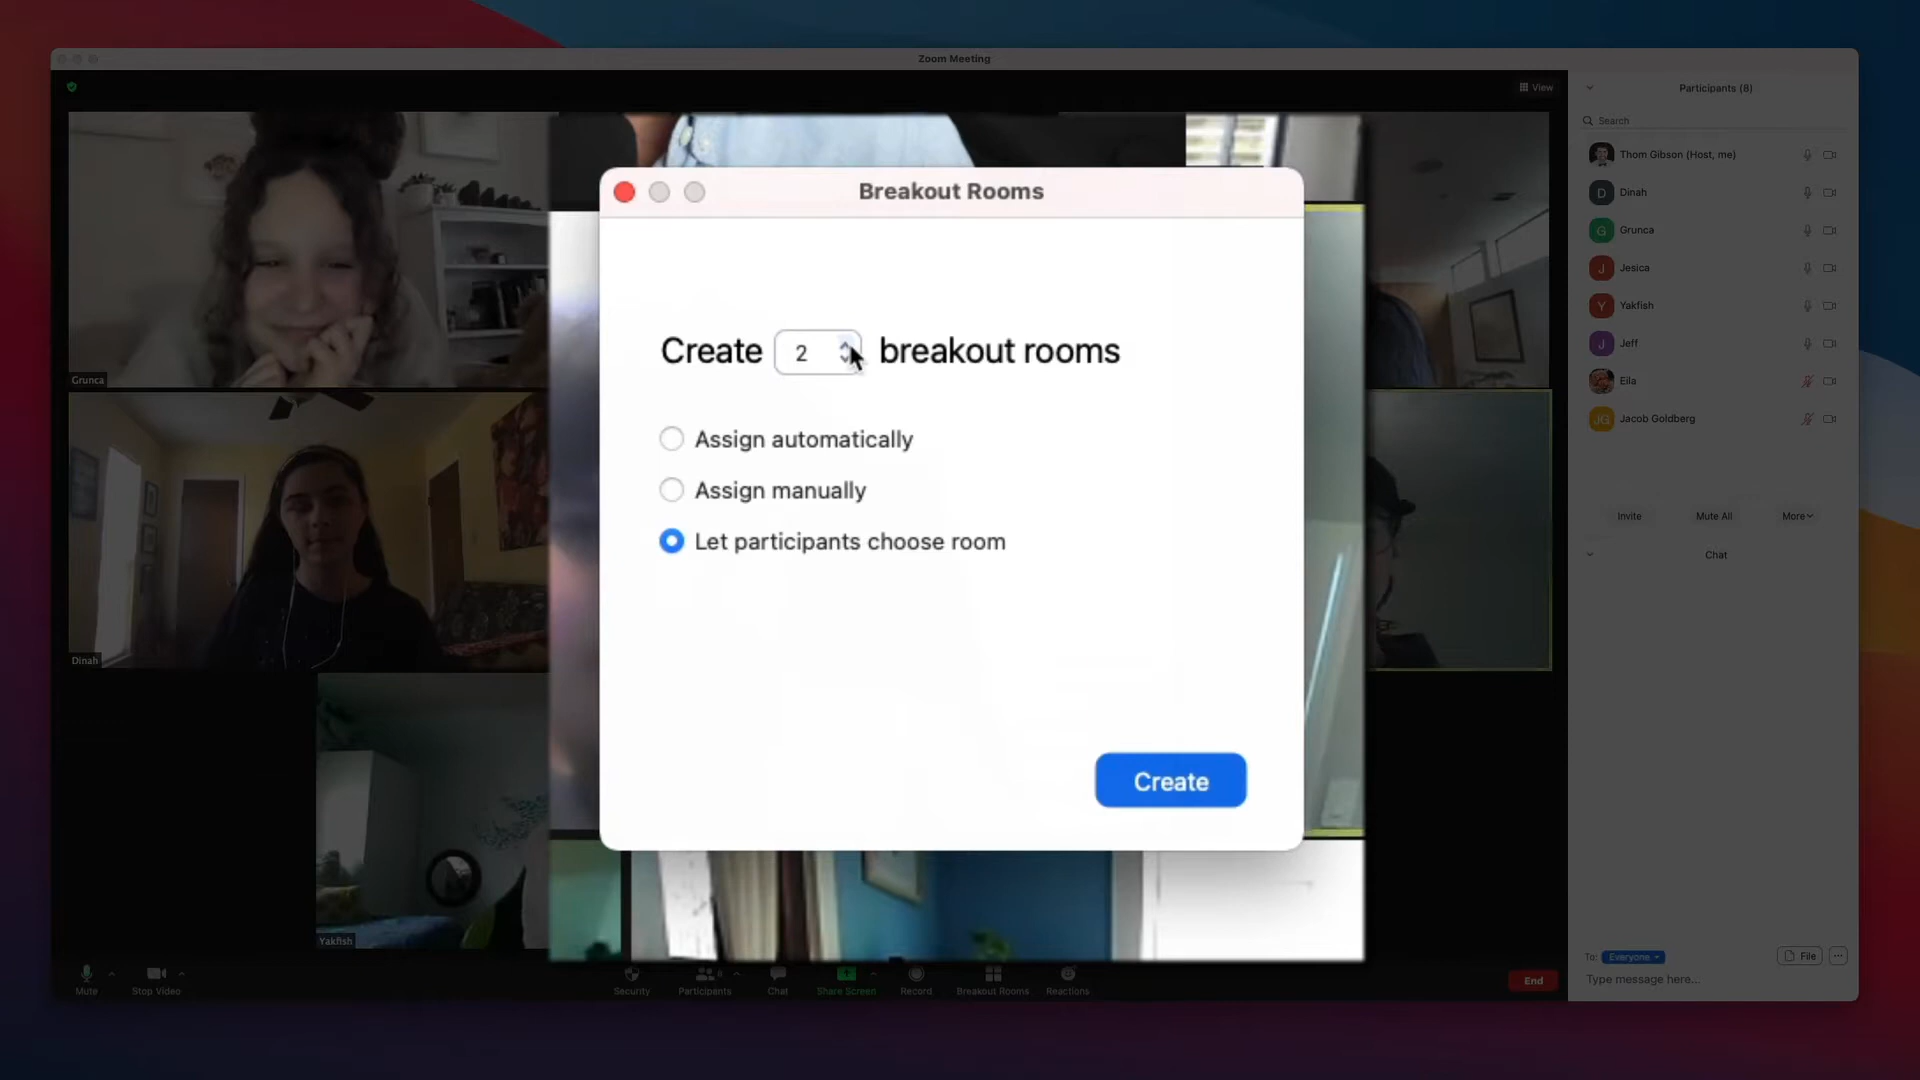 Zoom Meeting
View
Participants (8)
Search
Thom Gibson (Host, me)
D Dinah
G Grunca
J Jesica
Y Yakfish
J Jeff
Eila
JG Jacob Goldberg
Invite Mute All More
Chat
Breakout Rooms
Create 2 breakout rooms
Assign automatically
Assign manually
Let participants choose room
Create
Grunca
Dinah
Yakfish
Mute
Stop Video
Security
Participants 8
Chat
Share Screen
Record
Breakout Rooms
Reactions
End
To: Everyone
File
Type message here...